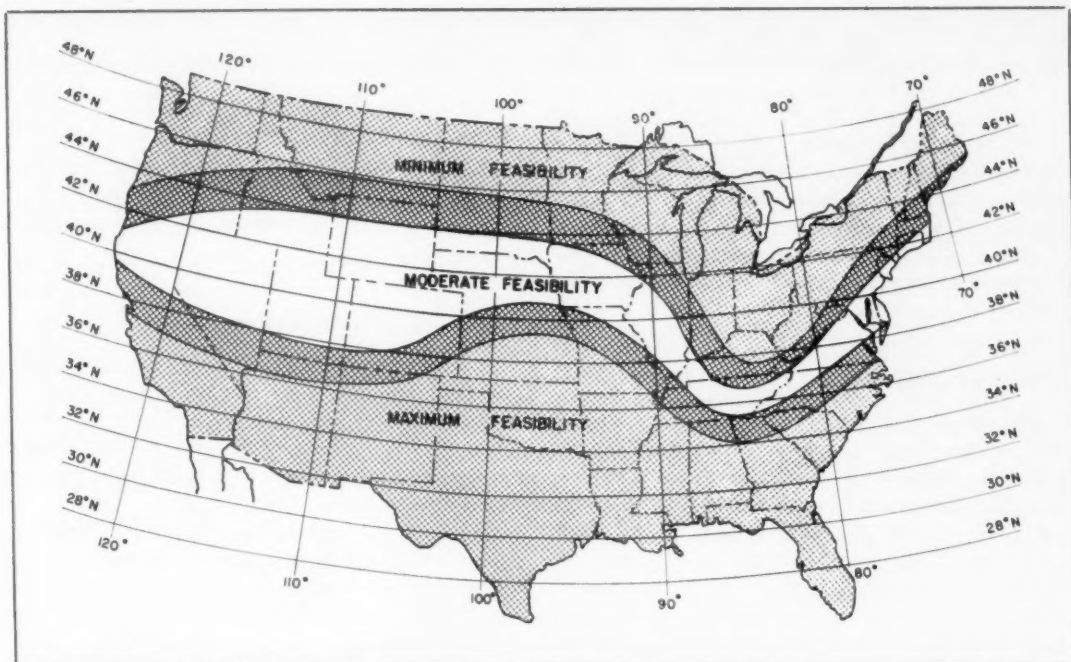 120°
110°
100°
90°
80°
70°
48°N
46°N
44°N
42°N
40°N
38°N
36°N
34°N
32°N
30°N
28°N
48°N
46°N
44°N
42°N
40°N
38°N
36°N
34°N
32°N
30°N
28°N
MINIMUM FEASIBILITY
MODERATE FEASIBILITY
MAXIMUM FEASIBILITY
120°
110°
100°
90°
80°
70°